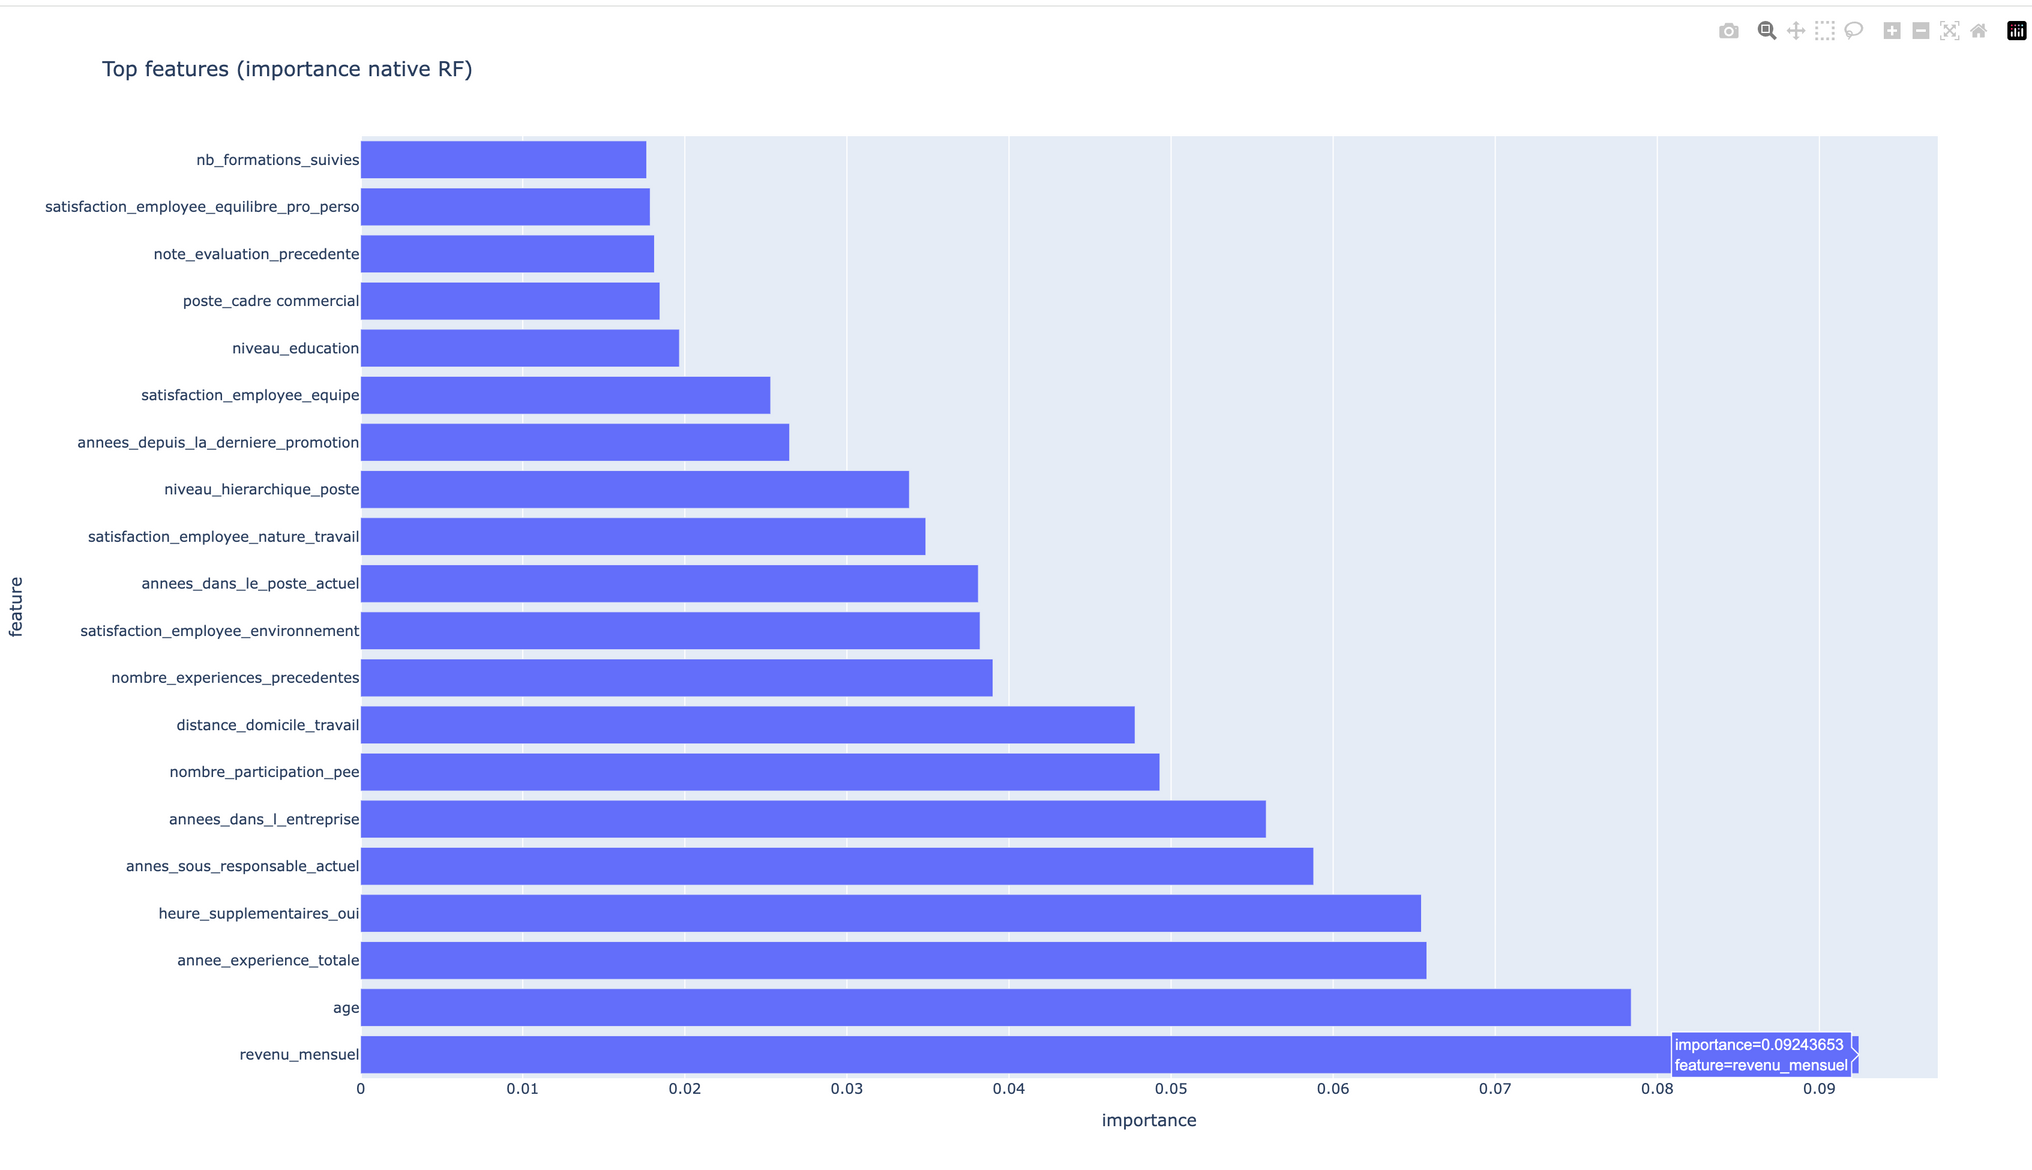 Top features (importance native RF)
nb_formations_suivies
satisfaction_employee_equilibre_pro_perso
note_evaluation_precedente
poste_cadre commercial
niveau_education
satisfaction_employee_equipe
annees_depuis_la_derniere_promotion
niveau_hierarchique_poste
satisfaction_employee_nature_travail
annees_dans_le_poste_actuel
satisfaction_employee_environnement
nombre_experiences_precedentes
distance_domicile_travail
nombre_participation_pee
annees_dans_l_entreprise
annes_sous_responsable_actuel
heure_supplementaires_oui
annee_experience_totale
age
revenu_mensuel
feature
importance=0.09243653
feature=revenu_mensuel
0 0.01 0.02 0.03 0.04 0.05 0.06 0.07 0.08 0.09
importance